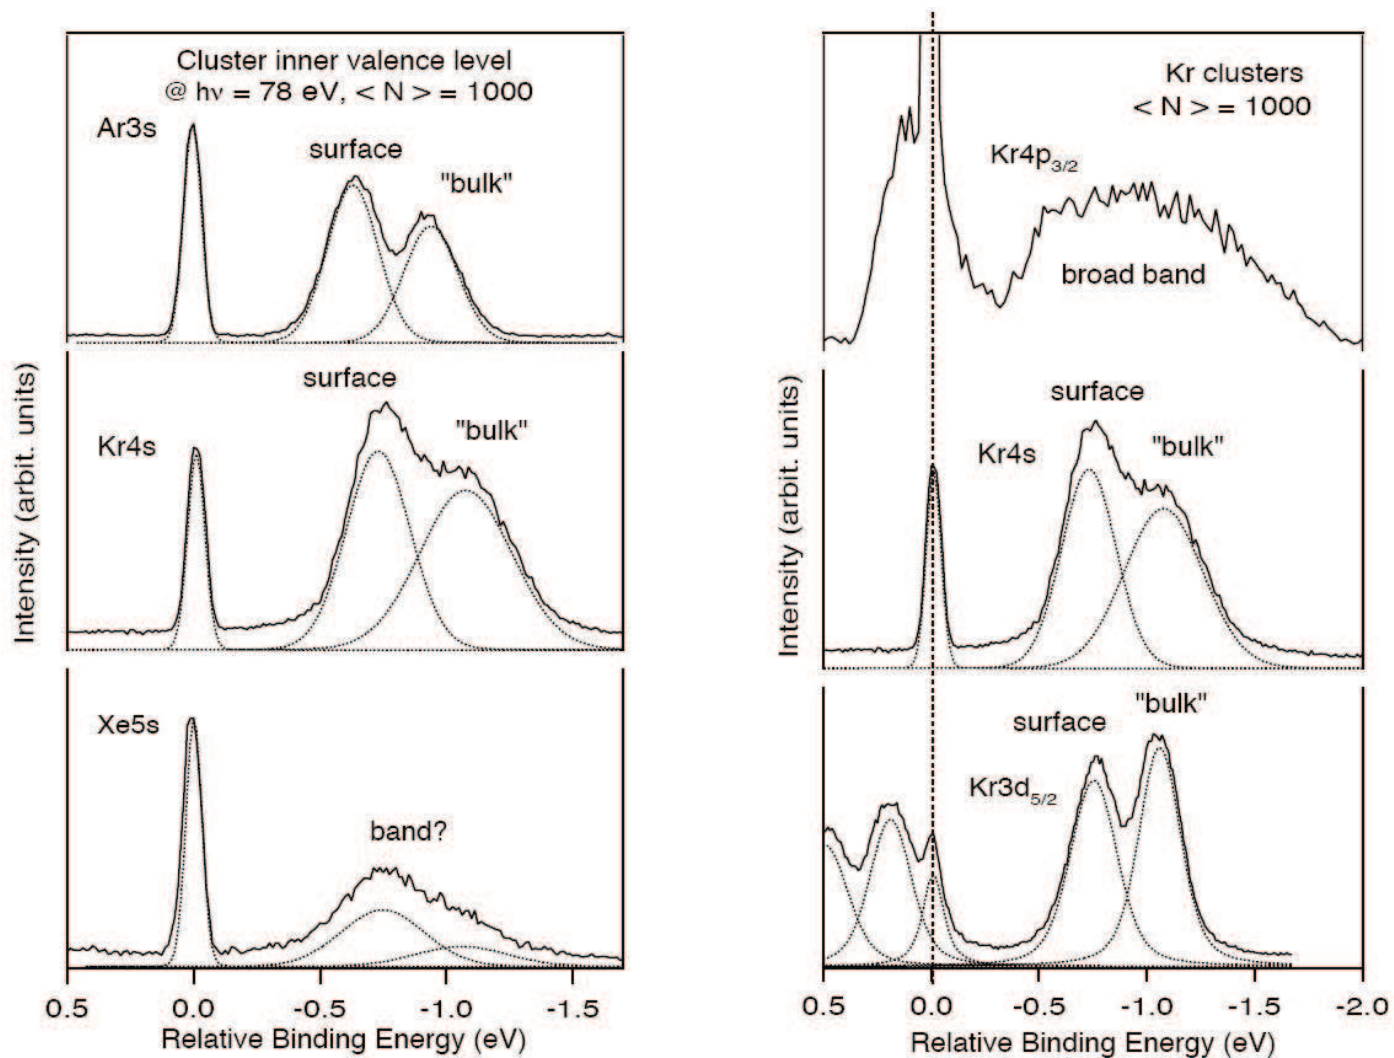 Cluster inner valence level
@ hν = 78 eV, < N > = 1000
Ar3s
surface
"bulk"
surface
Kr4s
"bulk"
Xe5s
band?
Intensity (arbit. units)
0.5 0.0 -0.5 -1.0 -1.5
Relative Binding Energy (eV)
Kr clusters
< N > = 1000
Kr4p3/2
broad band
surface
Kr4s
"bulk"
"bulk"
surface
Kr3d5/2
Intensity (arbit. units)
0.5 0.0 -0.5 -1.0 -1.5 -2.0
Relative Binding Energy (eV)